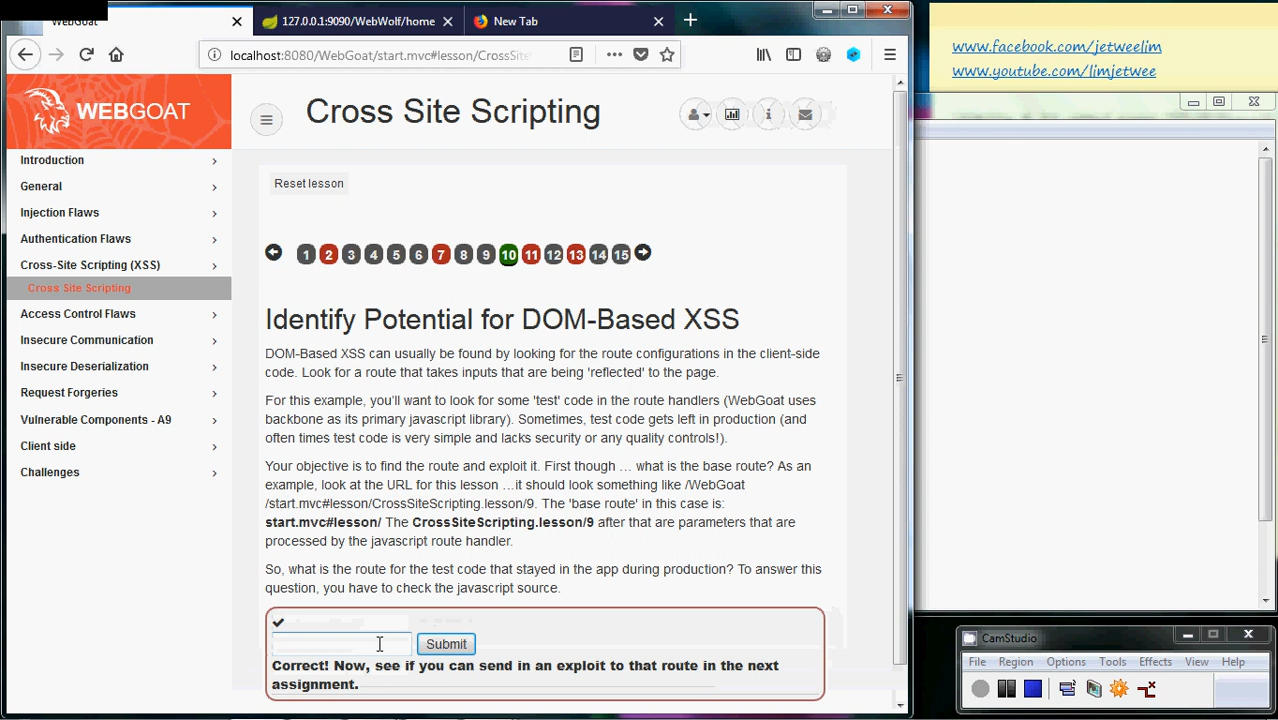 WebGoat
127.0.0.1:9090/WebWolf/home
New Tab
localhost:8080/WebGoat/start.mvc#lesson/CrossSite
www.facebook.com/jetweelim
www.youtube.com/limjetwee
WEBGOAT
Cross Site Scripting
Introduction
General
Injection Flaws
Authentication Flaws
Cross-Site Scripting (XSS)
Cross Site Scripting
Access Control Flaws
Insecure Communication
Insecure Deserialization
Request Forgeries
Vulnerable Components - A9
Client side
Challenges
Reset lesson
1 2 3 4 5 6 7 8 9 10 11 12 13 14 15
Identify Potential for DOM-Based XSS
DOM-Based XSS can usually be found by looking for the route configurations in the client-side
code. Look for a route that takes inputs that are being 'reflected' to the page.
For this example, you'll want to look for some 'test' code in the route handlers (WebGoat uses
backbone as its primary javascript library). Sometimes, test code gets left in production (and
often times test code is very simple and lacks security or any quality controls!).
Your objective is to find the route and exploit it. First though … what is the base route? As an
example, look at the URL for this lesson …it should look something like /WebGoat
/start.mvc#lesson/CrossSiteScripting.lesson/9. The 'base route' in this case is:
start.mvc#lesson/ The CrossSiteScripting.lesson/9 after that are parameters that are
processed by the javascript route handler.
So, what is the route for the test code that stayed in the app during production? To answer this
question, you have to check the javascript source.
Submit
Correct! Now, see if you can send in an exploit to that route in the next
assignment.
CamStudio
File Region Options Tools Effects View Help